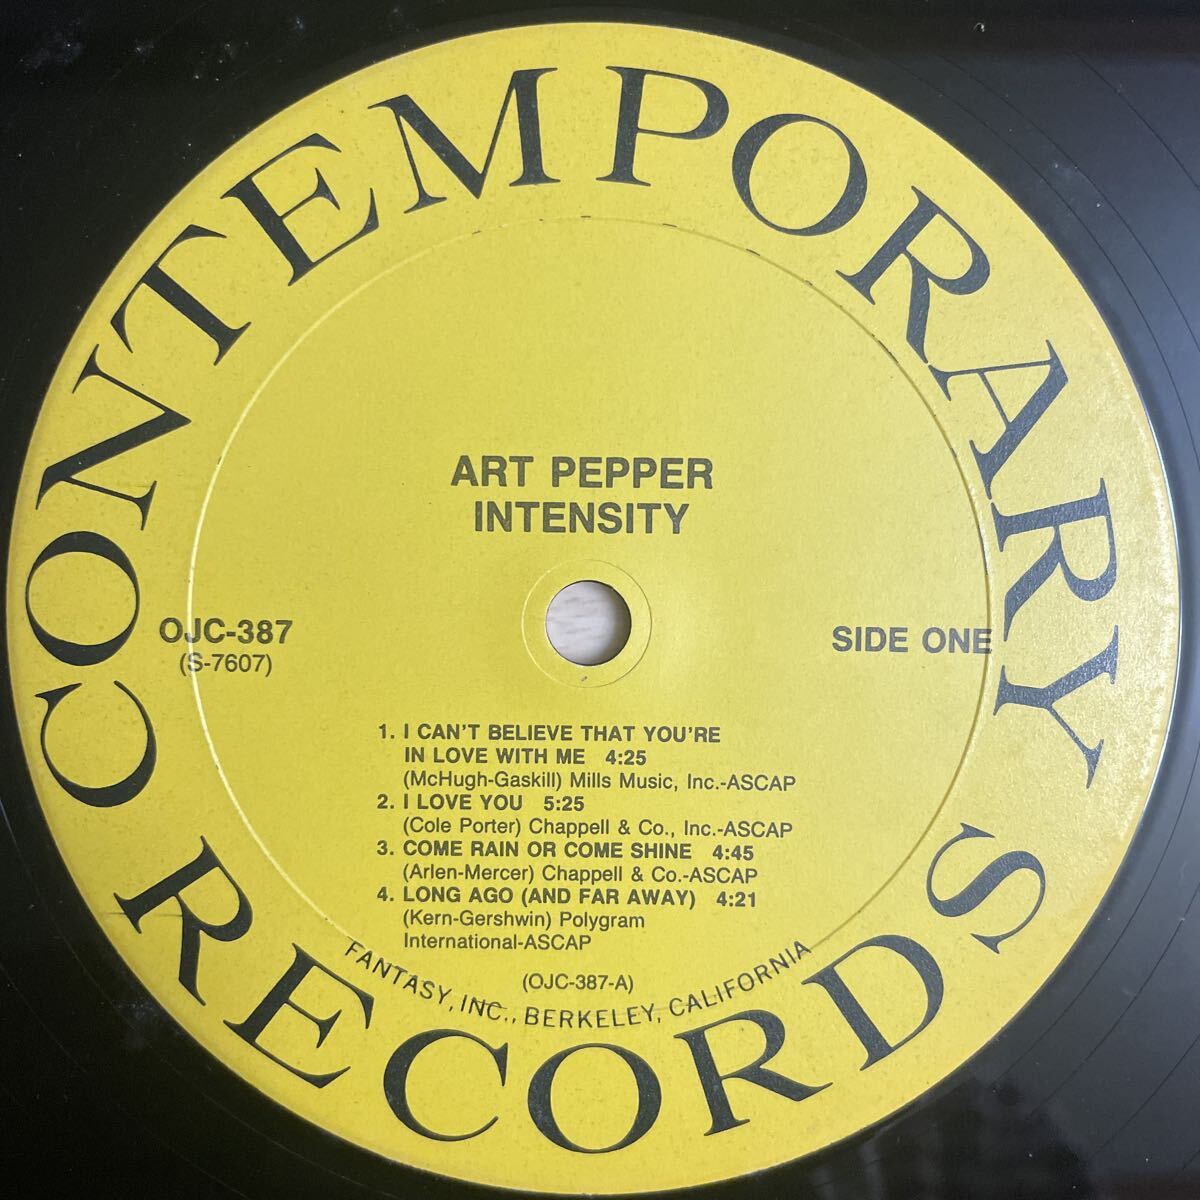 CONTEMPORARY
RECORDS
ART PEPPER
INTENSITY
OJC-387
(S-7607)
SIDE ONE
1. I CAN'T BELIEVE THAT YOU'RE
IN LOVE WITH ME 4:25
(McHugh-Gaskill) Mills Music, Inc.-ASCAP
2. I LOVE YOU 5:25
(Cole Porter) Chappell & Co., Inc.-ASCAP
3. COME RAIN OR COME SHINE 4:45
(Arlen-Mercer) Chappell & Co.-ASCAP
4. LONG AGO (AND FAR AWAY) 4:21
(Kern-Gershwin) Polygram
International-ASCAP
(OJC-387-A)
FANTASY, INC., BERKELEY, CALIFORNIA